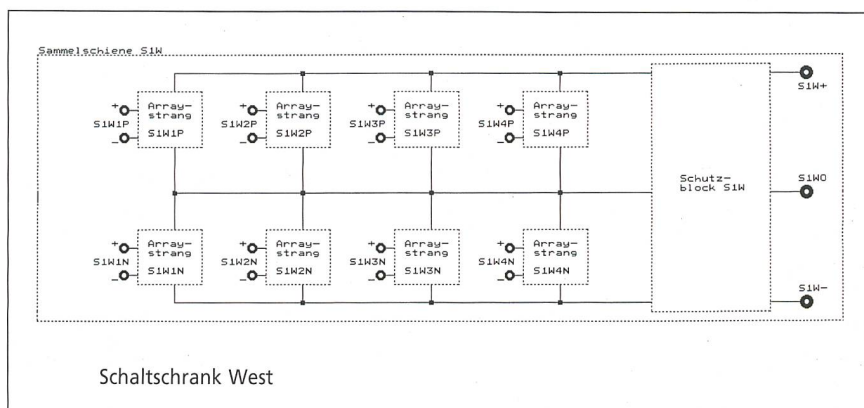 Sammelschiene S1W
S1W+
+ Array-strang S1W1P
S1W1P
–
+ Array-strang S1W2P
S1W2P
–
+ Array-strang S1W3P
S1W3P
–
+ Array-strang S1W4P
S1W4P
–
Schutz-
block S1W
S1W0
+ Array-strang S1W1N
S1W1N
–
+ Array-strang S1W2N
S1W2N
–
+ Array-strang S1W3N
S1W3N
–
+ Array-strang S1W4N
S1W4N
–
S1W-
Schaltschrank West